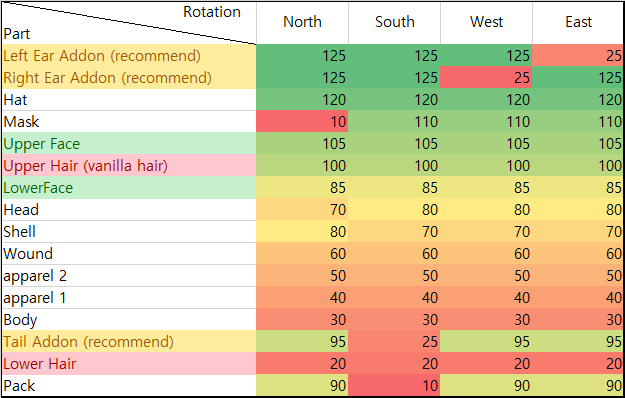 Rotation
Part North South West East
Left Ear Addon (recommend) 125 125 125 25
Right Ear Addon (recommend) 125 125 25 125
Hat 120 120 120 120
Mask 10 110 110 110
Upper Face 105 105 105 105
Upper Hair (vanilla hair) 100 100 100 100
LowerFace 85 85 85 85
Head 70 80 80 80
Shell 80 70 70 70
Wound 60 60 60 60
apparel 2 50 50 50 50
apparel 1 40 40 40 40
Body 30 30 30 30
Tail Addon (recommend) 95 25 95 95
Lower Hair 20 20 20 20
Pack 90 10 90 90